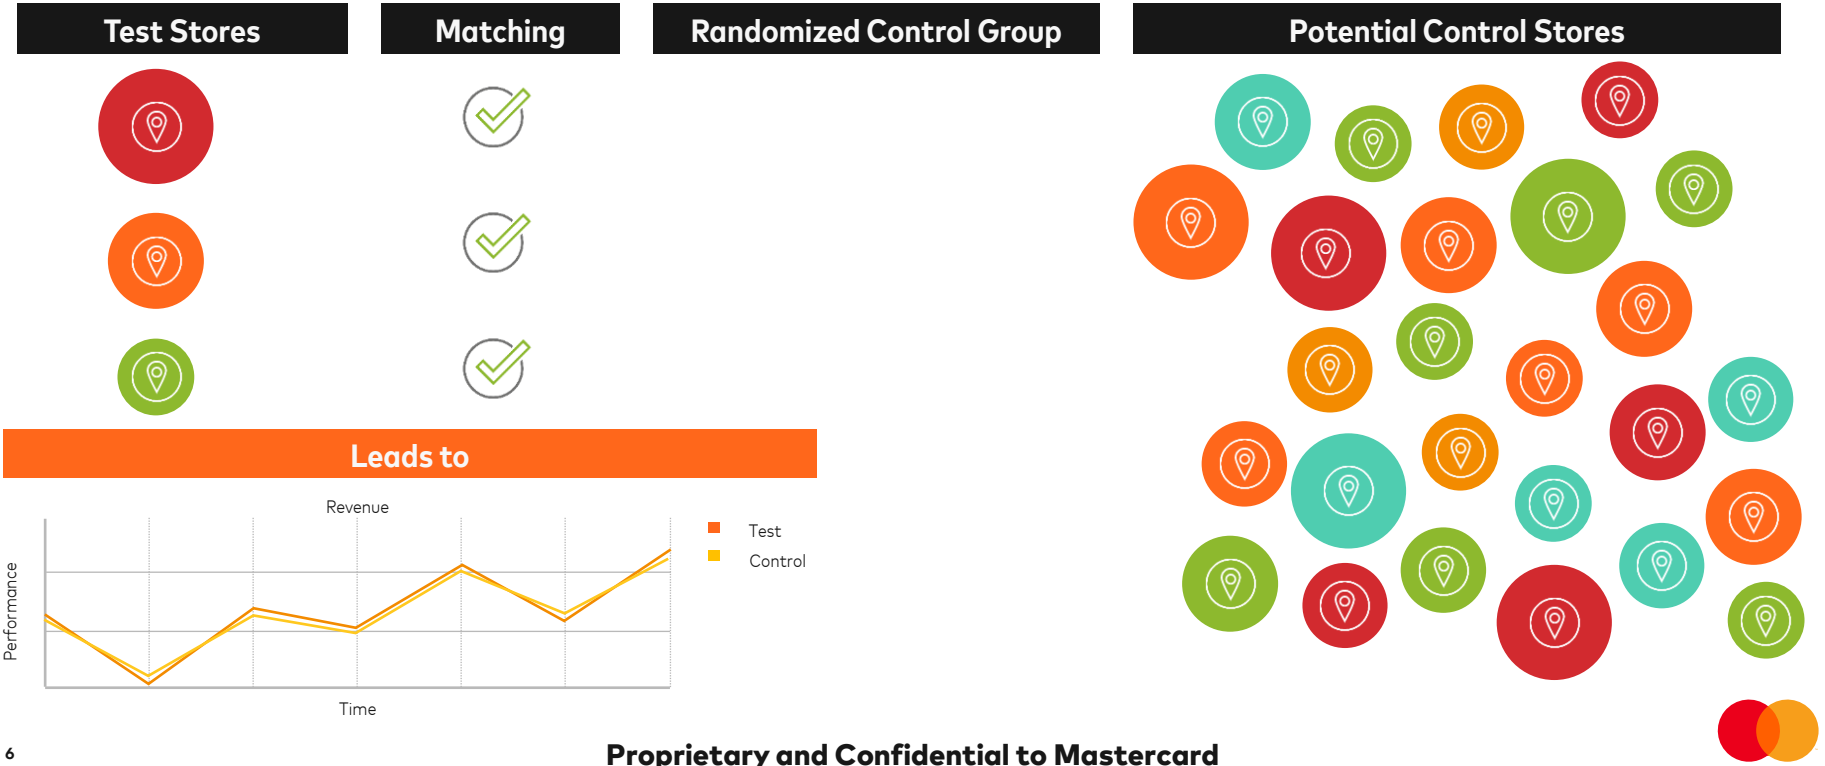 Test Stores
Matching
Randomized Control Group
Potential Control Stores
Leads to
Revenue
Test
Control
Performance
Time
6
Proprietary and Confidential to Mastercard